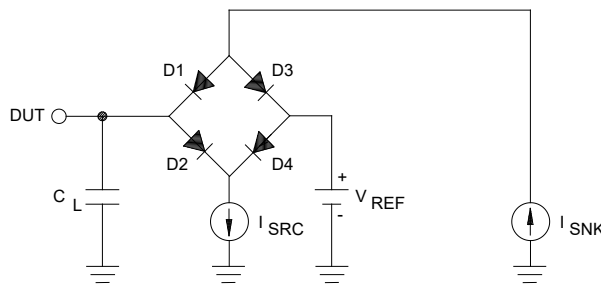 D1
D3
DUT
D2
D4
C L
I SRC
+
V REF
-
I SNK